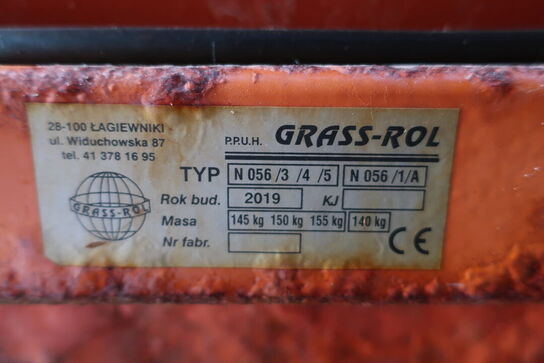 28-100 ŁAGIEWNIKI
ul. Widuchowska 87
tel. 41 378 16 95
GRASS-ROL
P.P.U.H. GRASS-ROL
TYP N 056 /3 /4 /5 N 056 /1/A
Rok bud. 2019 KJ
Masa 145 kg 150 kg 155 kg 140 kg
Nr fabr. CE